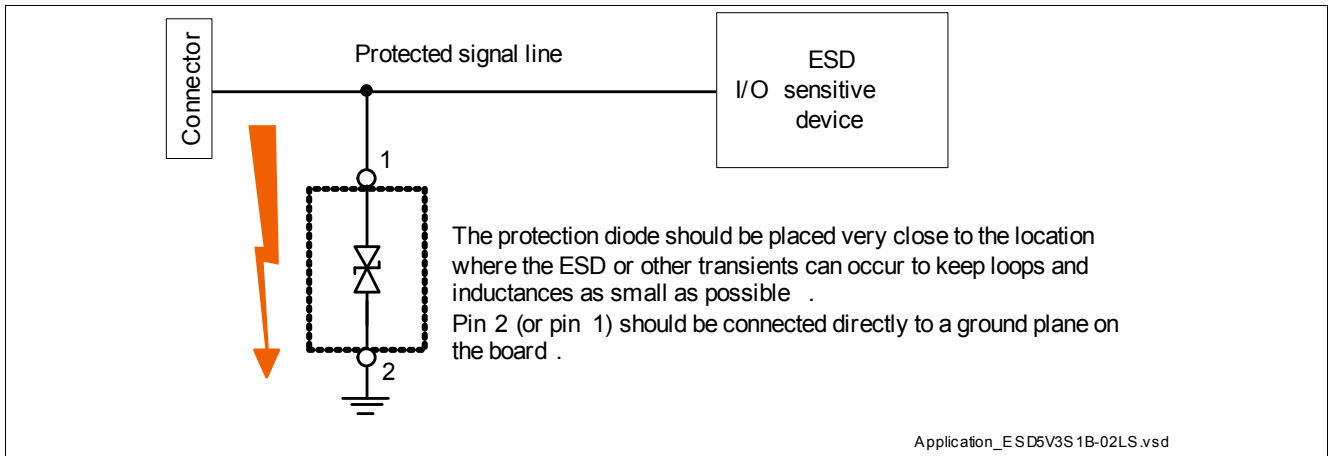 Connector
Protected signal line
ESD
I/O sensitive
device
1
The protection diode should be placed very close to the location
where the ESD or other transients can occur to keep loops and
inductances as small as possible .
Pin 2 (or pin 1) should be connected directly to a ground plane on
the board .
2
Application_ESD5V3S1B-02LS.vsd